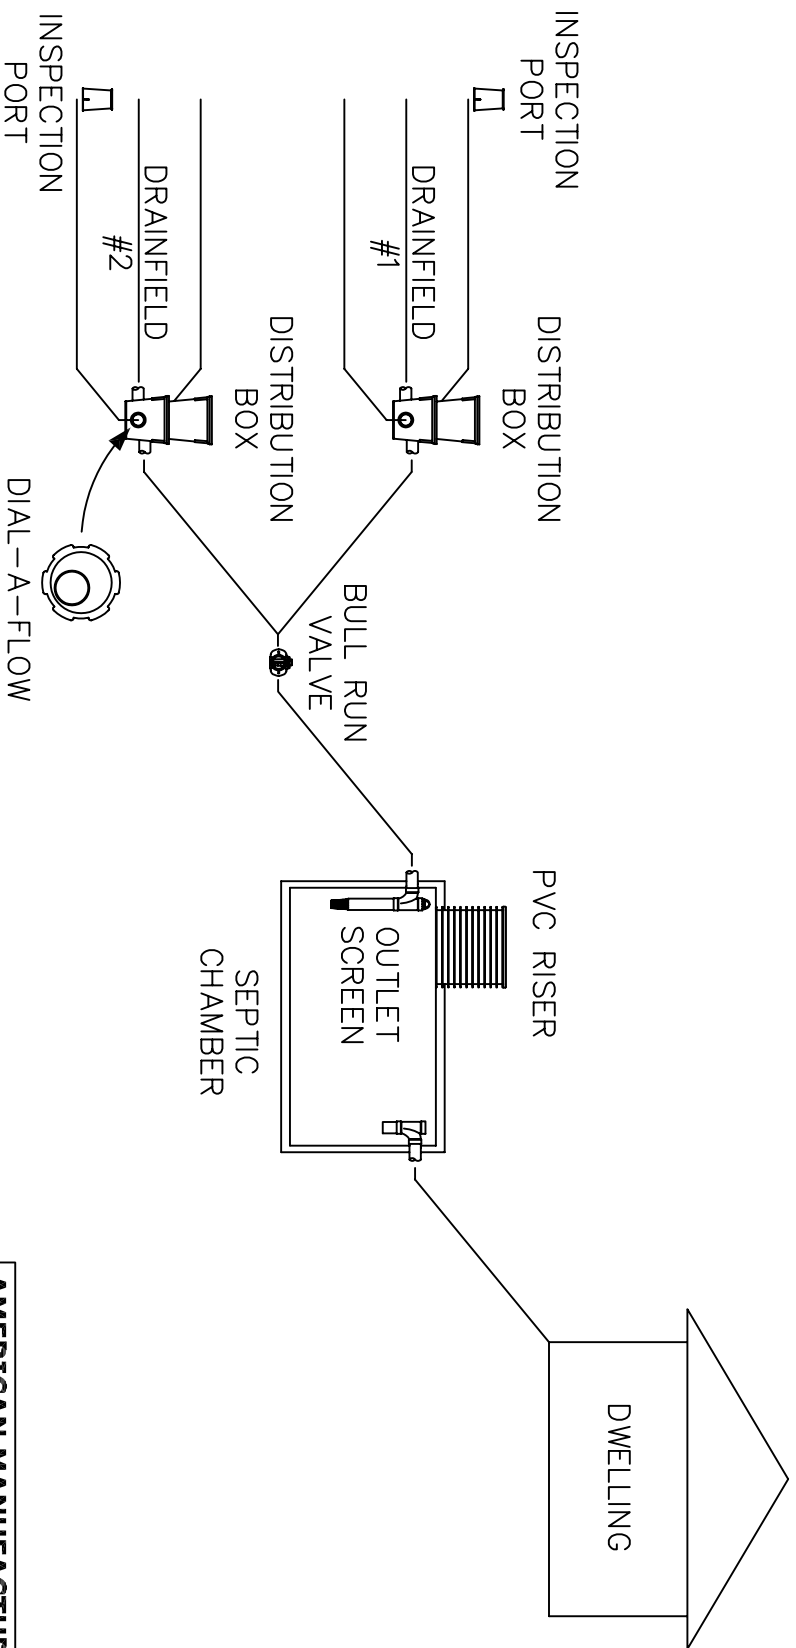 INSPECTION
PORT
DISTRIBUTION
BOX
PVC RISER
DRAINFIELD
#1
BULL RUN
VALVE
OUTLET
SCREEN
DWELLING
DISTRIBUTION
BOX
SEPTIC
CHAMBER
DRAINFIELD
#2
INSPECTION
PORT
DIAL-A-FLOW